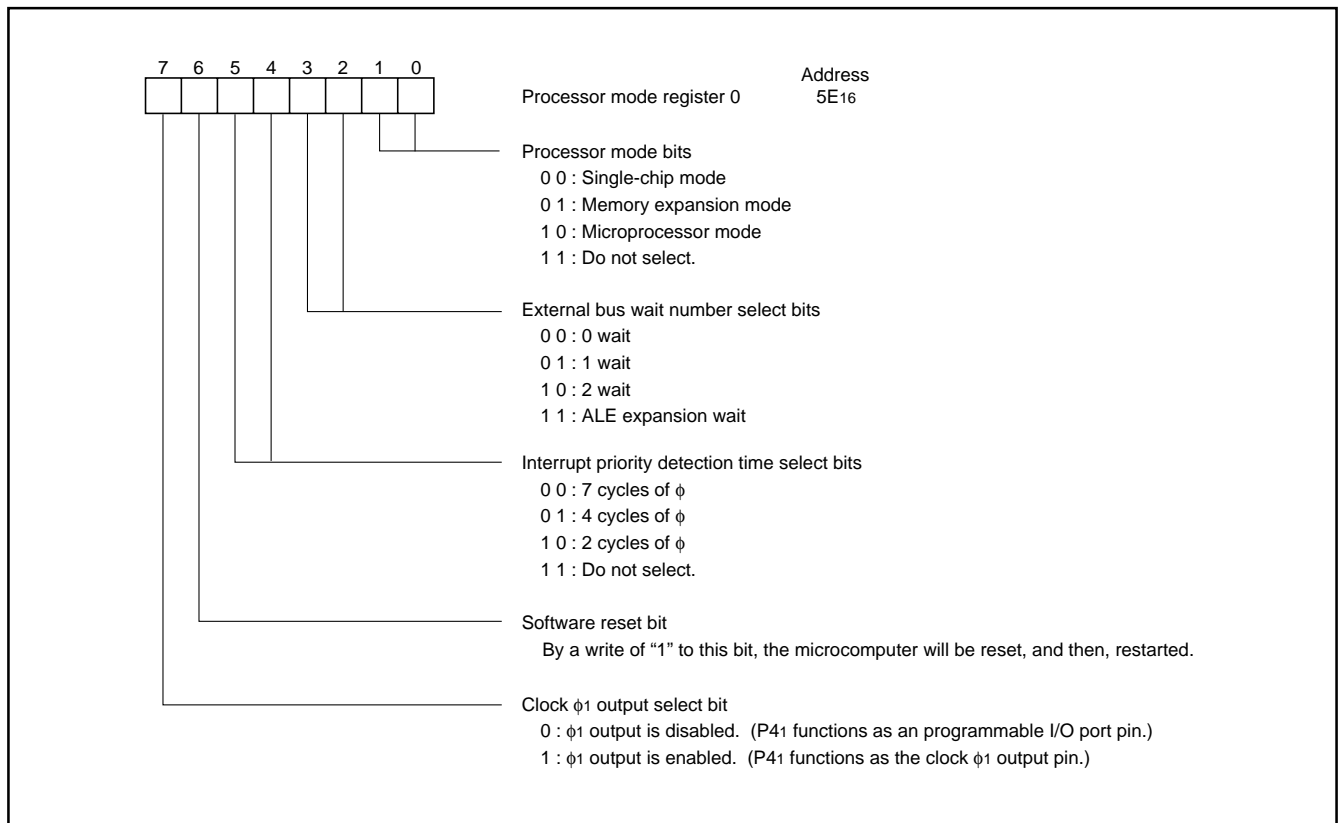 7 6 5 4 3 2 1 0
Address
Processor mode register 0 5E16
Processor mode bits
0 0 : Single-chip mode
0 1 : Memory expansion mode
1 0 : Microprocessor mode
1 1 : Do not select.
External bus wait number select bits
0 0 : 0 wait
0 1 : 1 wait
1 0 : 2 wait
1 1 : ALE expansion wait
Interrupt priority detection time select bits
0 0 : 7 cycles of ϕ
0 1 : 4 cycles of ϕ
1 0 : 2 cycles of ϕ
1 1 : Do not select.
Software reset bit
By a write of “1” to this bit, the microcomputer will be reset, and then, restarted.
Clock ϕ1 output select bit
0 : ϕ1 output is disabled. (P41 functions as an programmable I/O port pin.)
1 : ϕ1 output is enabled. (P41 functions as the clock ϕ1 output pin.)